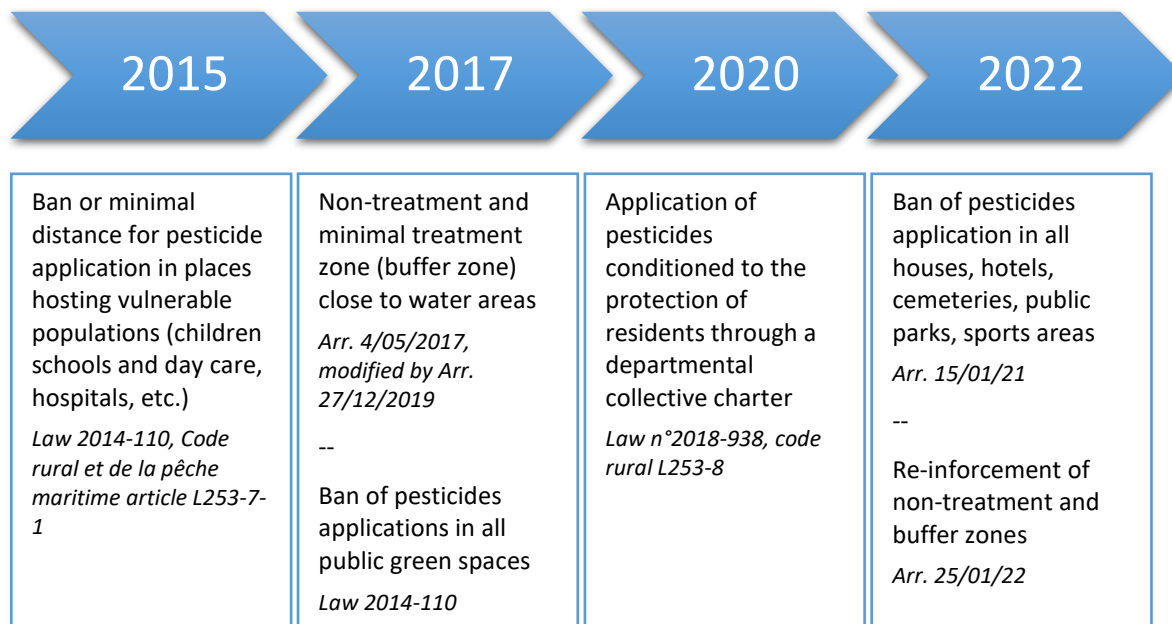 2015
2017
2020
2022
Ban or minimal
distance for pesticide
application in places
hosting vulnerable
populations (children
schools and day care,
hospitals, etc.)
Law 2014-110, Code
rural et de la pêche
maritime article L253-7-
1
Non-treatment and
minimal treatment
zone (buffer zone)
close to water areas
Arr. 4/05/2017,
modified by Arr.
27/12/2019
--
Ban of pesticides
applications in all
public green spaces
Law 2014-110
Application of
pesticides
conditioned to the
protection of
residents through a
departmental
collective charter
Law n°2018-938, code
rural L253-8
Ban of pesticides
application in all
houses, hotels,
cemeteries, public
parks, sports areas
Arr. 15/01/21
--
Re-inforcement of
non-treatment and
buffer zones
Arr. 25/01/22